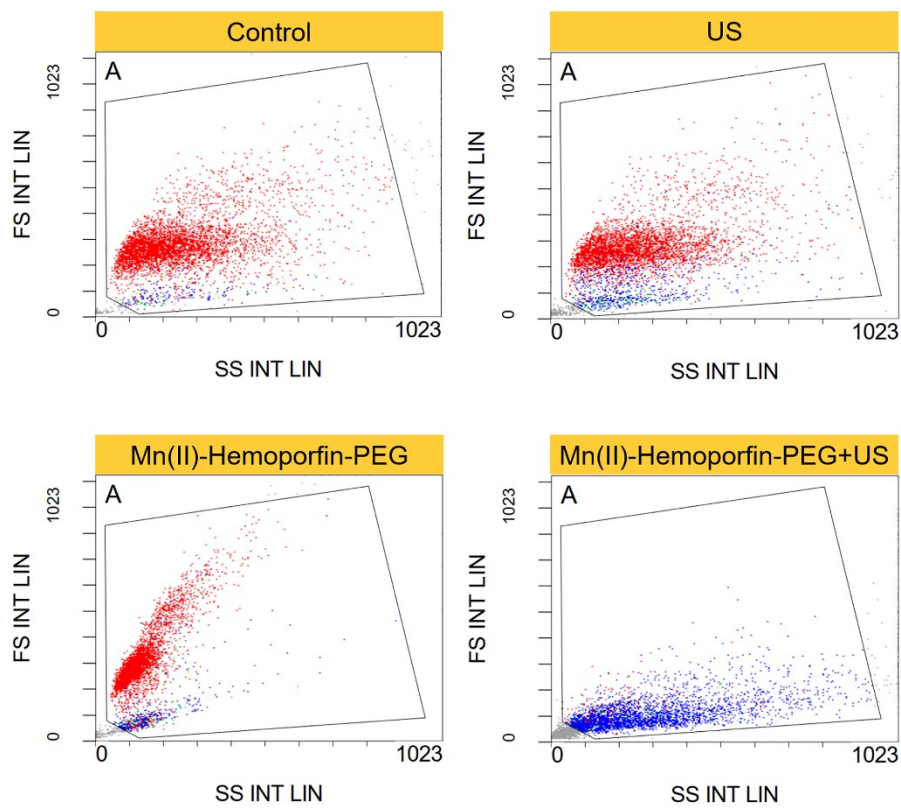 Control
A
1023
FS INT LIN
0
0
1023
SS INT LIN
US
A
1023
FS INT LIN
0
0
1023
SS INT LIN
Mn(II)-Hemoporfin-PEG
A
1023
FS INT LIN
0
0
1023
SS INT LIN
Mn(II)-Hemoporfin-PEG+US
A
1023
FS INT LIN
0
0
1023
SS INT LIN